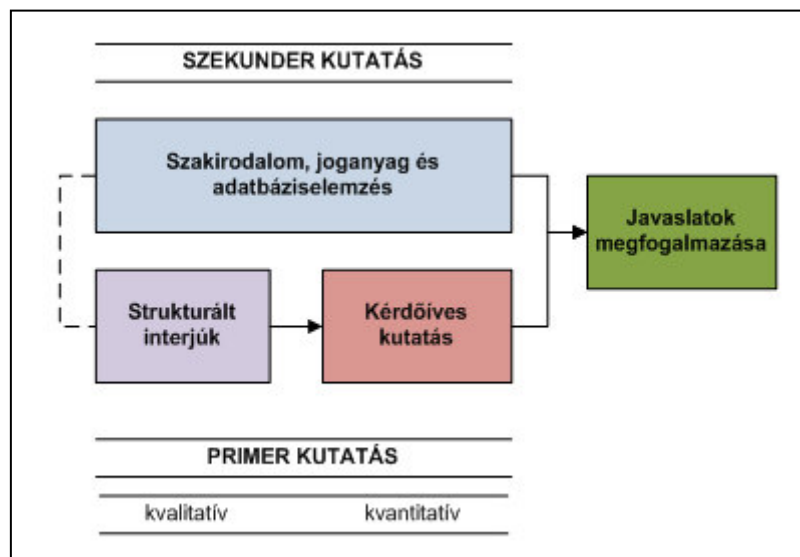 SZEKUNDER KUTATÁS
Szakirodalom, joganyag és
adatbáziselemzés
Javaslatok
megfogalmazása
Strukturált
interjúk
Kérdőíves
kutatás
PRIMER KUTATÁS
kvalitatív
kvantitatív